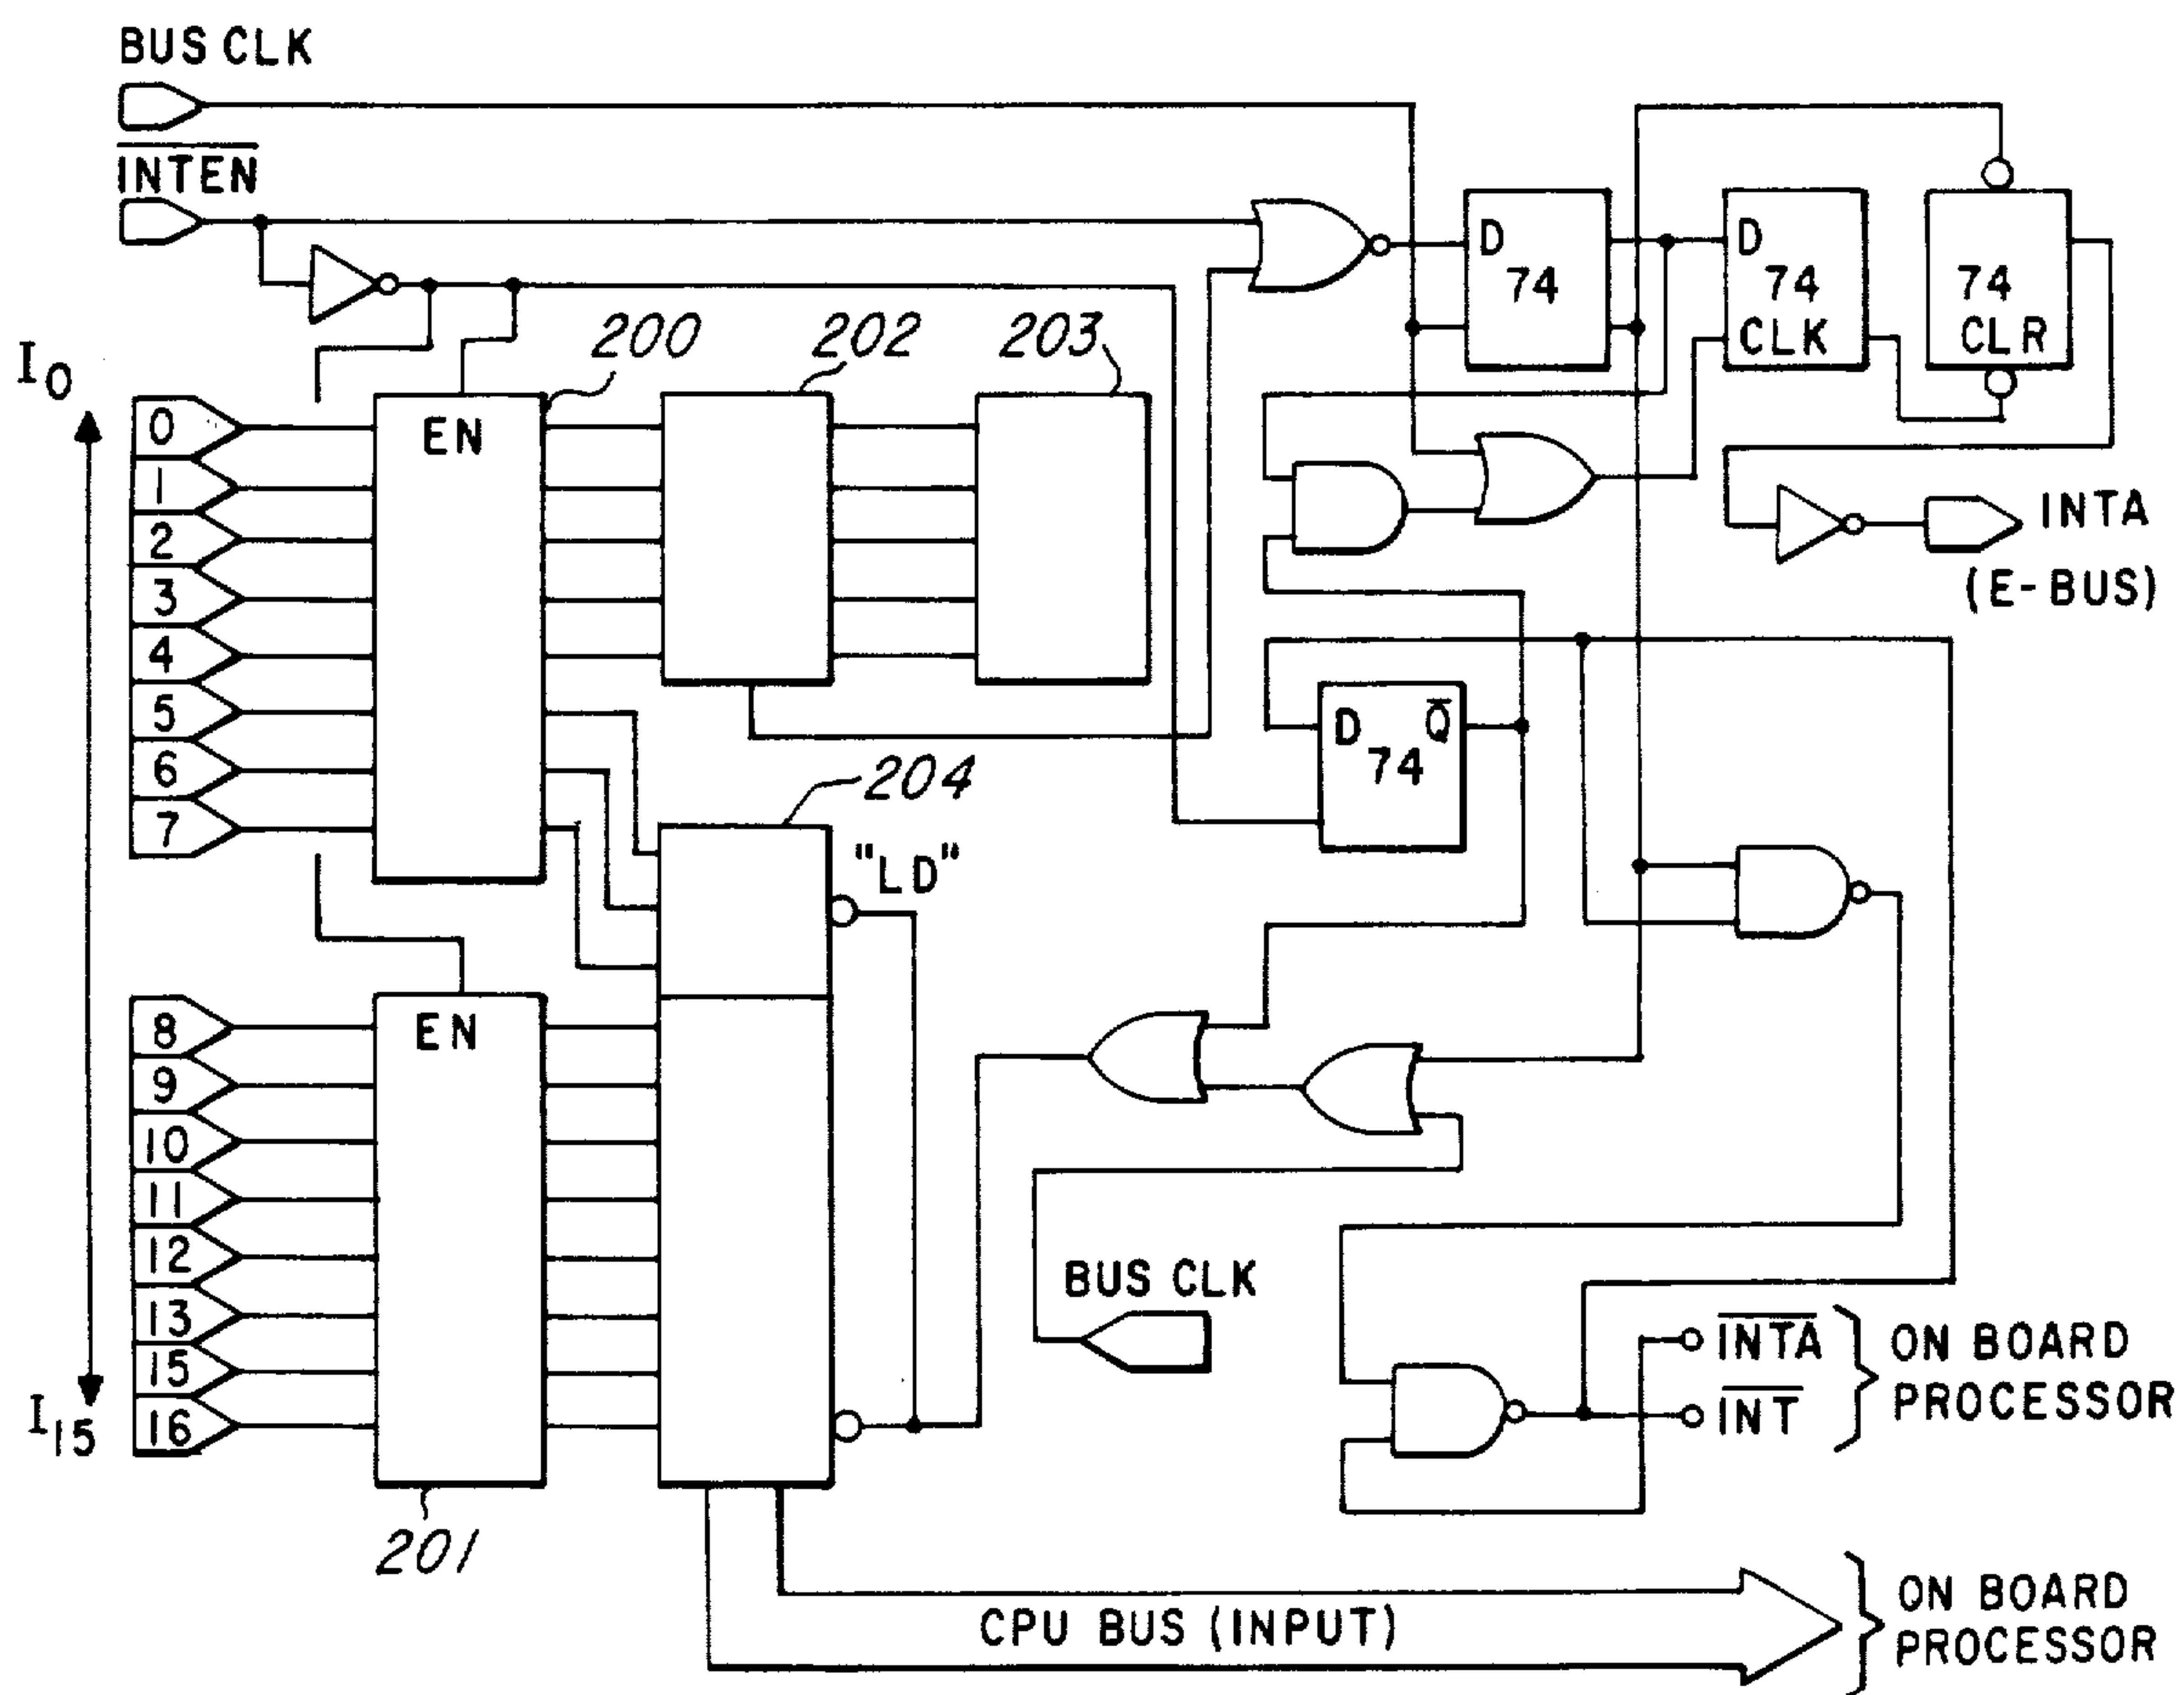 BUS CLK
INTEN
I0
0
1
2
3
4
5
6
7
EN
200
202
203
D
74
D
74
CLK
74
CLR
INTA
(E-BUS)
D Q
74
204
"LD"
8
9
10
11
12
13
15
16
I15
EN
201
BUS CLK
INTA
INT
ON BOARD
PROCESSOR
CPU BUS (INPUT)
ON BOARD
PROCESSOR